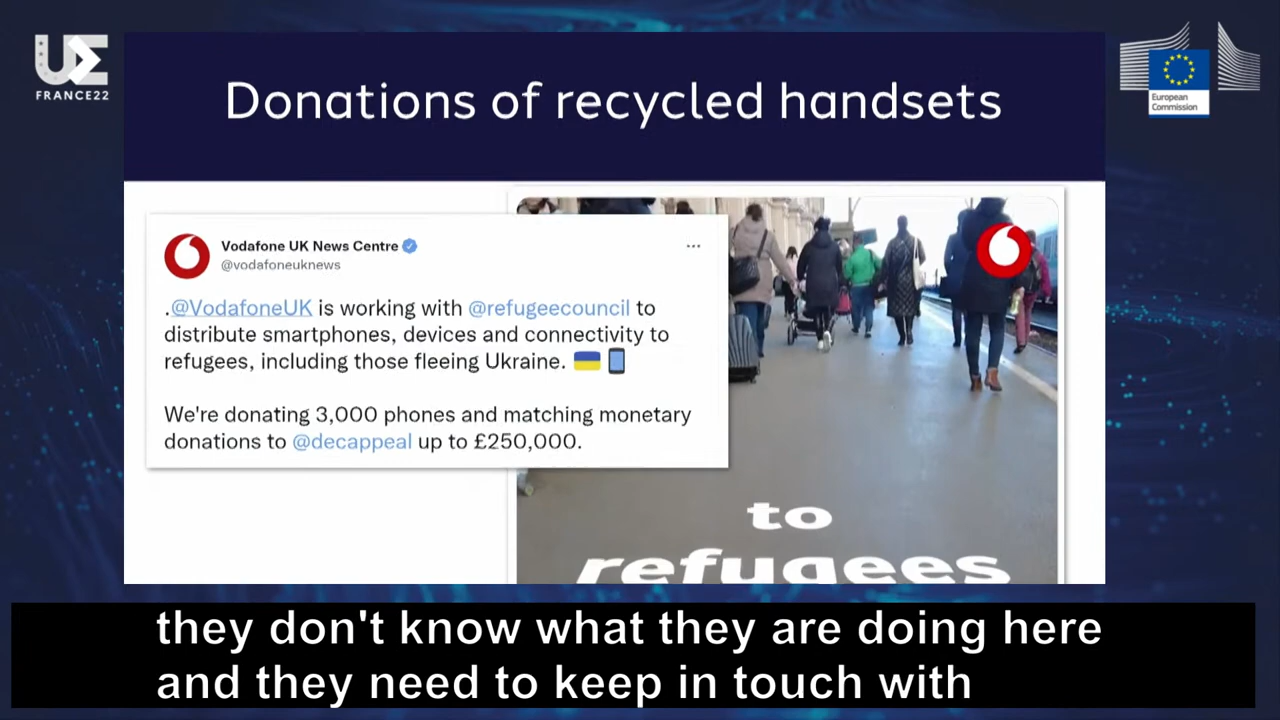 UE
FRANCE22
European
Commission
Donations of recycled handsets
Vodafone UK News Centre
@vodafoneuknews
...
.@VodafoneUK is working with @refugeecouncil to
distribute smartphones, devices and connectivity to
refugees, including those fleeing Ukraine.
We're donating 3,000 phones and matching monetary
donations to @decappeal up to £250,000.
to
refugees
they don't know what they are doing here
and they need to keep in touch with